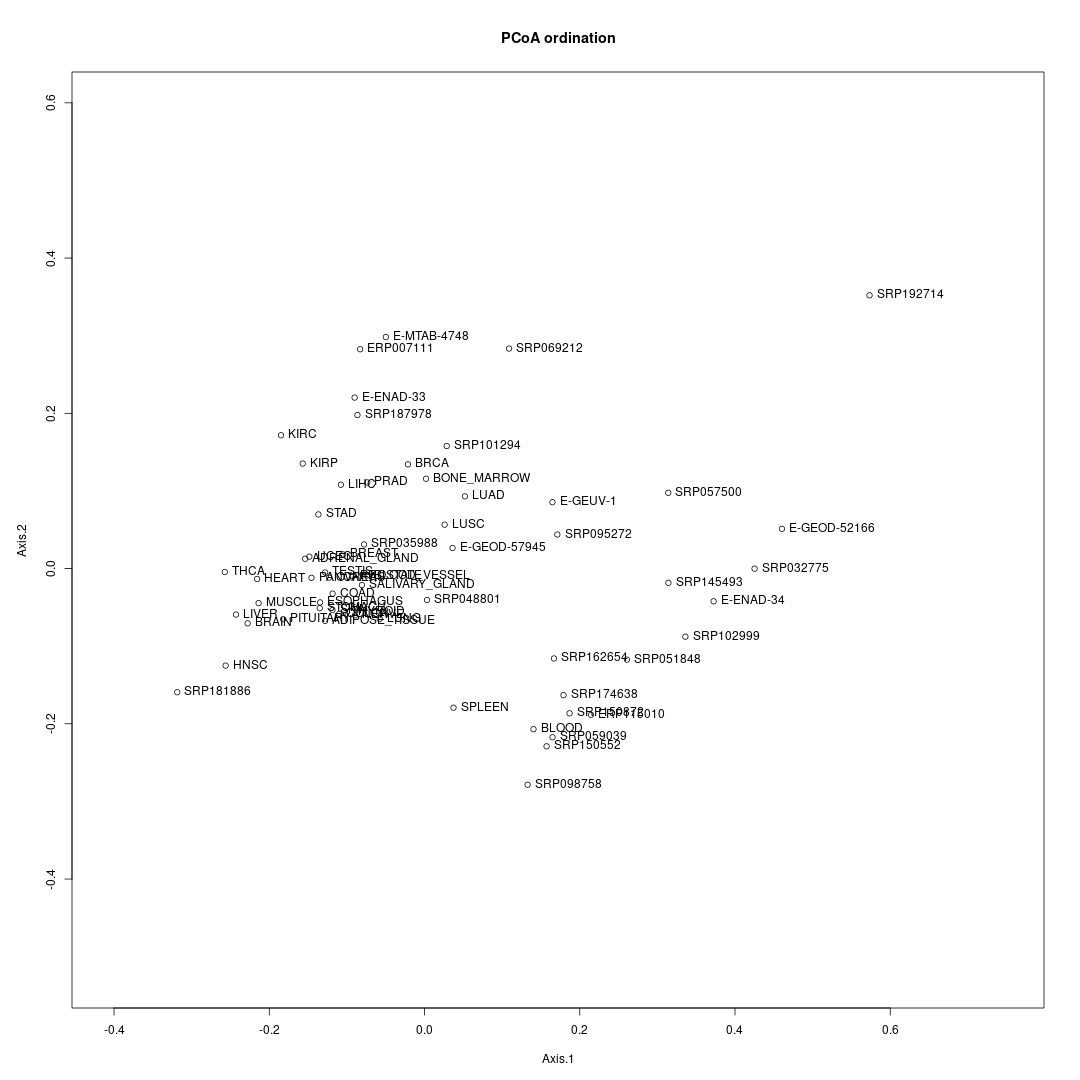 PCoA ordination
0.6
0.4
0.2
0.0
-0.2
-0.4
Axis.2
SRP192714
E-MTAB-4748
ERP007111
SRP069212
E-ENAD-33
SRP187978
KIRC
SRP101294
KIRP
BRCA
BONE_MARROW
LIHC
PRAD
LUAD
SRP057500
E-GEUV-1
STAD
LUSC
E-GEOD-52166
SRP095272
SRP035988
E-GEOD-57945
BREAST
ADRENAL_GLAND
THCA
TESTIS
SRP032775
HEART
SALIVARY_GLAND
SRP145493
COAD
SRP048801
E-ENAD-34
MUSCLE
ESOPHAGUS
LIVER
PITUITARY
BRAIN
ADIPOSE_TISSUE
SRP102999
HNSC
SRP162654
SRP051848
SRP181886
SRP174638
SPLEEN
SRP150872
BLOOD
SRP059039
SRP150552
SRP098758
-0.4
-0.2
0.0
0.2
0.4
0.6
Axis.1